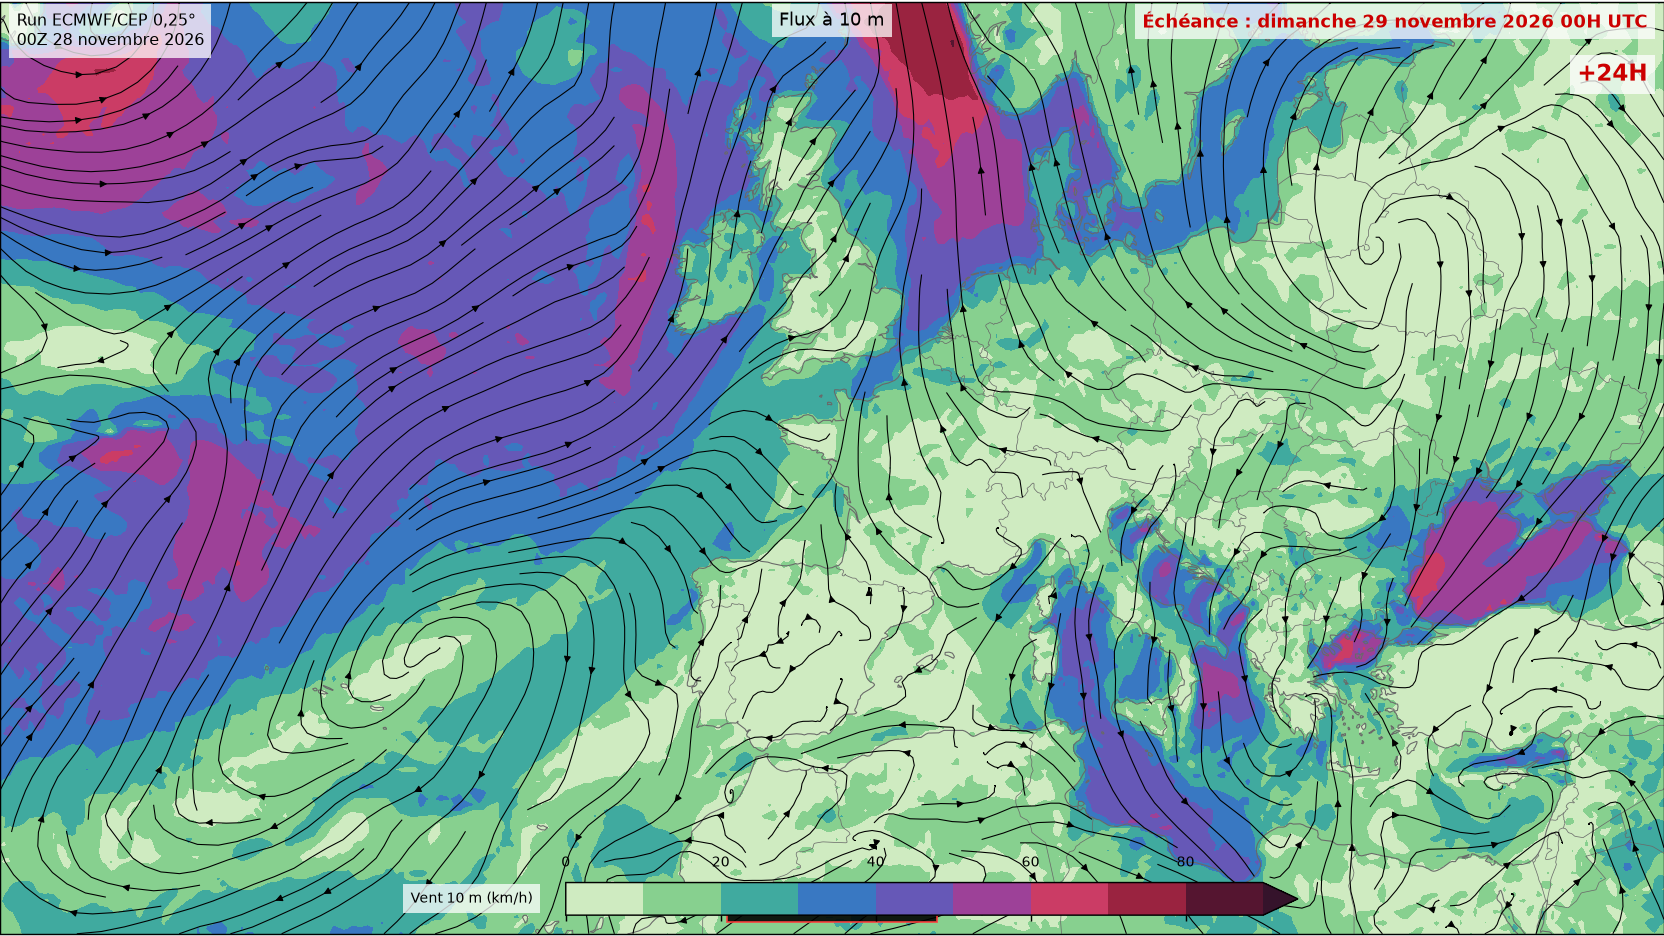 Run ECMWF/CEP 0,25°
00Z 28 novembre 2026
Flux à 10 m
Échéance : dimanche 29 novembre 2026 00H UTC
+24H
0 20 40 60 80
Vent 10 m (km/h)